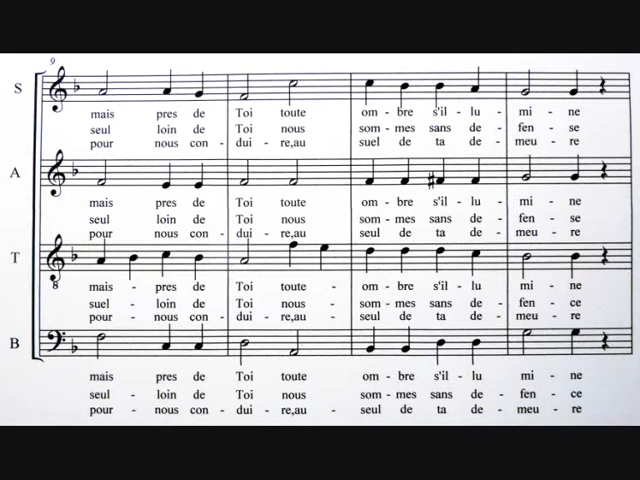 9
S
mais pres de Toi toute om - bre s'il - lu - mi - ne
seul loin de Toi nous som - mes sans de - fen - se
pour nous con - dui - re,au suel de ta de - meu - re
A
mais pres de Toi toute om - bre s'il - lu - mi - ne
seul loin de Toi nous som - mes sans de - fen - se
pour nous con - dui - re,au seul de ta de - meu - re
T
8
mais - pres de Toi toute - om - bre s'il - lu mi - ne
suel - loin de Toi nous - som - mes sans de - fen - ce
pour - nous con - dui - re,au - seul de ta de - meu - re
B
mais pres de Toi toute om - bre s'il - lu mi - ne
seul - loin de Toi nous som - mes sans de - fen - ce
pour - nous con - dui - re,au - seul de ta de - meu - re